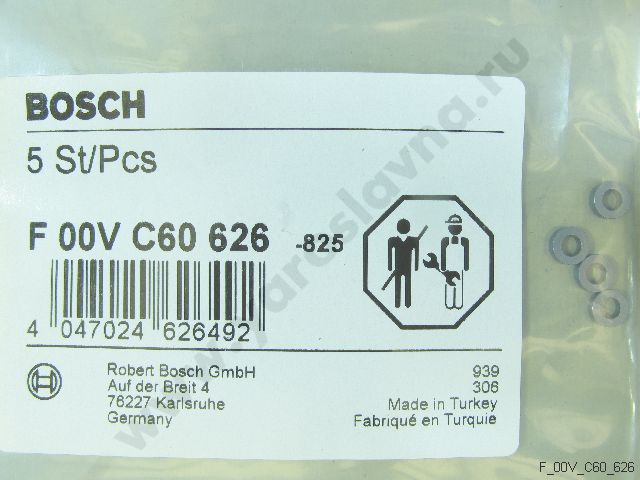 BOSCH
5 St/Pcs
F 00V C60 626 -825
4 047024 626492
Robert Bosch GmbH
Auf der Breit 4
76227 Karlsruhe
Germany
939
306
Made in Turkey
Fabriqué en Turquie
www.yaroslavna.ru
F_00V_C60_626